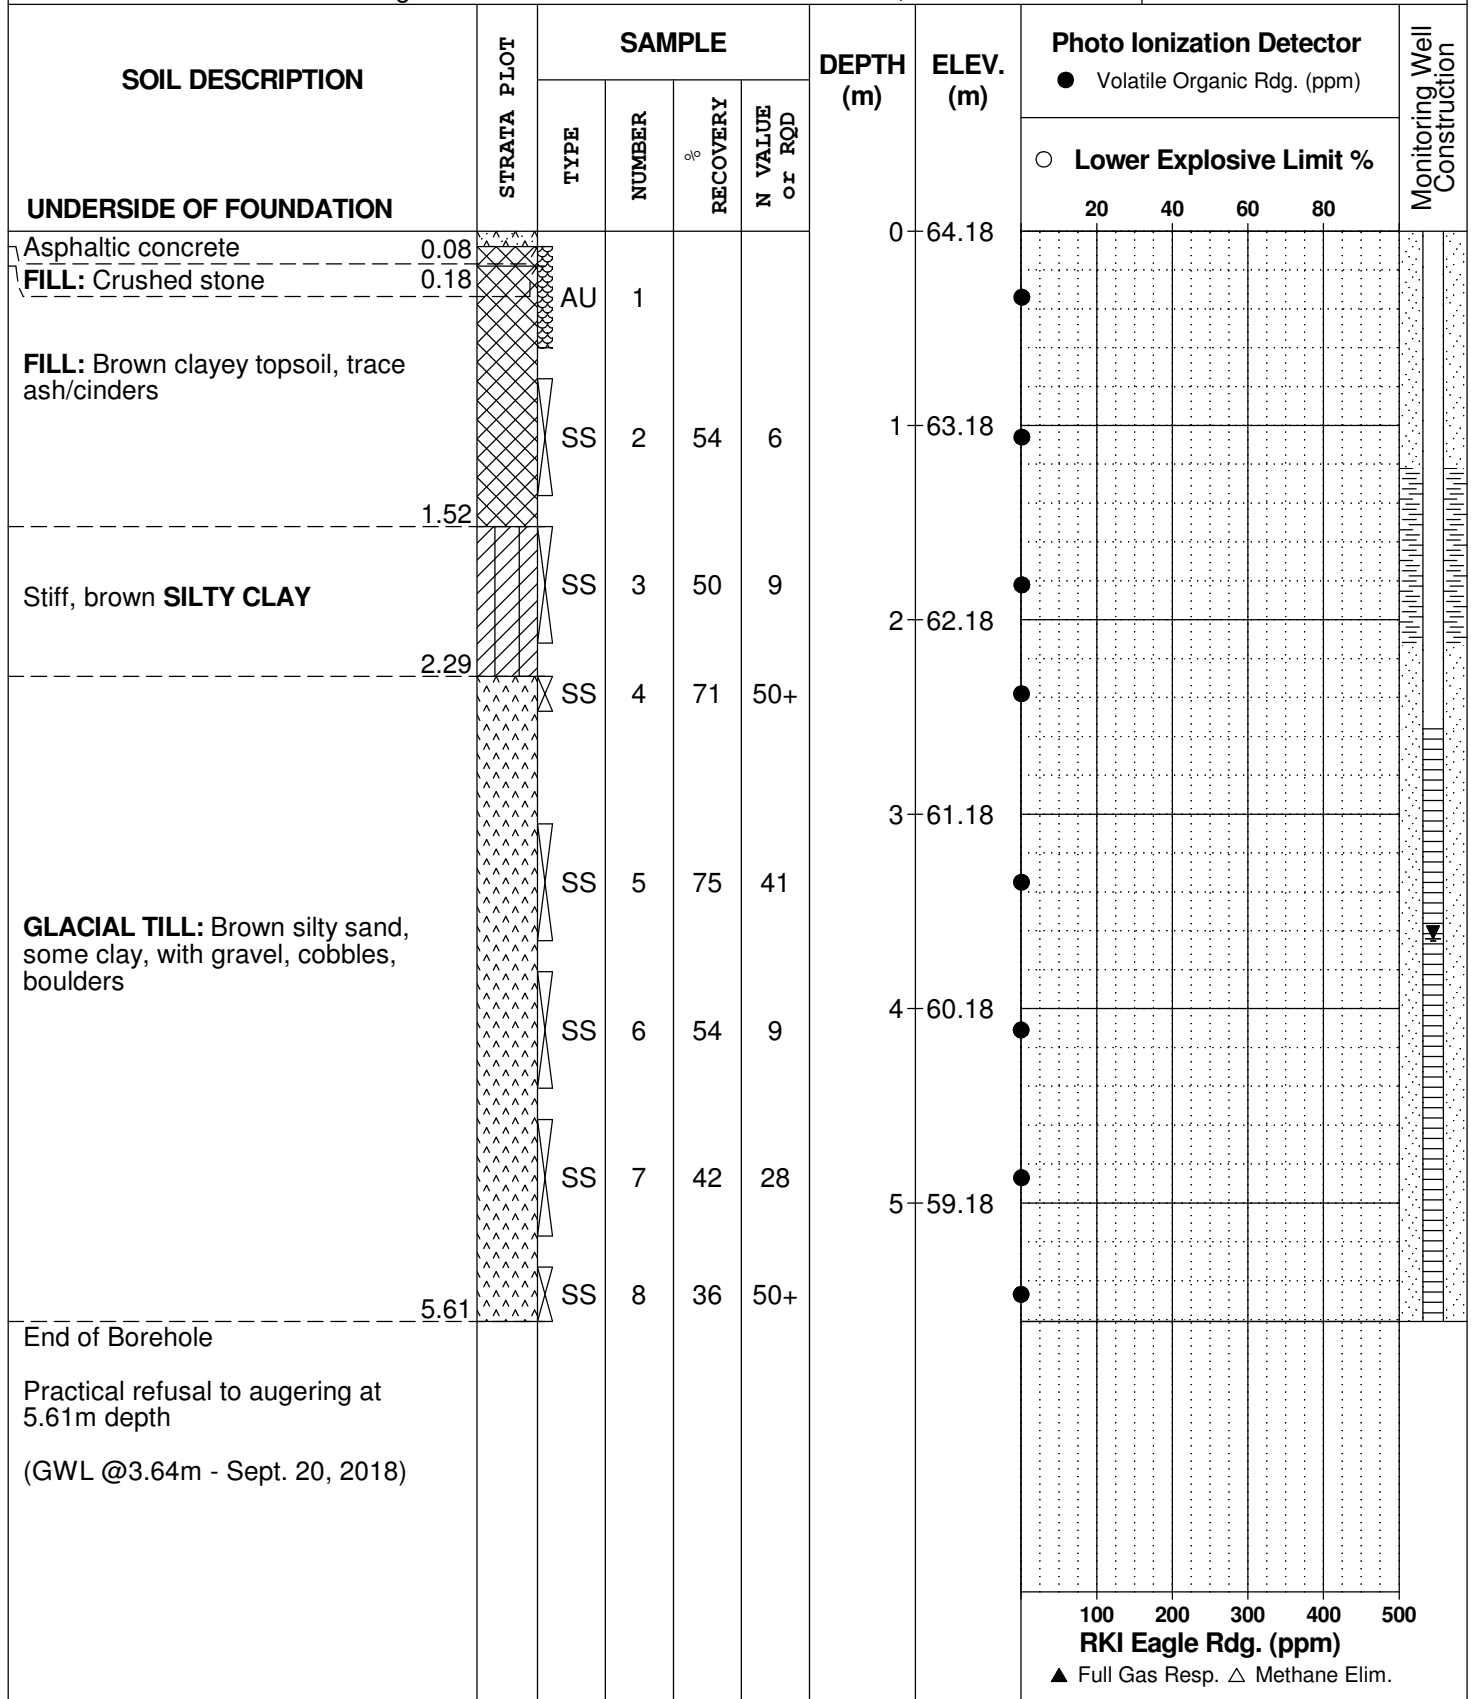 SOIL DESCRIPTION
UNDERSIDE OF FOUNDATION
STRATA PLOT
SAMPLE
TYPE
NUMBER
%
RECOVERY
N VALUE
or RQD
DEPTH
(m)
ELEV.
(m)
Photo Ionization Detector
● Volatile Organic Rdg. (ppm)
○ Lower Explosive Limit %
20 40 60 80
Monitoring Well
Construction
0 64.18
Asphaltic concrete 0.08
FILL: Crushed stone 0.18
AU 1
FILL: Brown clayey topsoil, trace
ash/cinders
1 63.18
SS 2 54 6
1.52
SS 3 50 9
Stiff, brown SILTY CLAY
2 62.18
2.29
SS 4 71 50+
3 61.18
SS 5 75 41
GLACIAL TILL: Brown silty sand,
some clay, with gravel, cobbles,
boulders
4 60.18
SS 6 54 9
SS 7 42 28
5 59.18
SS 8 36 50+
5.61
End of Borehole
Practical refusal to augering at
5.61m depth
(GWL @3.64m - Sept. 20, 2018)
100 200 300 400 500
RKI Eagle Rdg. (ppm)
▲ Full Gas Resp. △ Methane Elim.